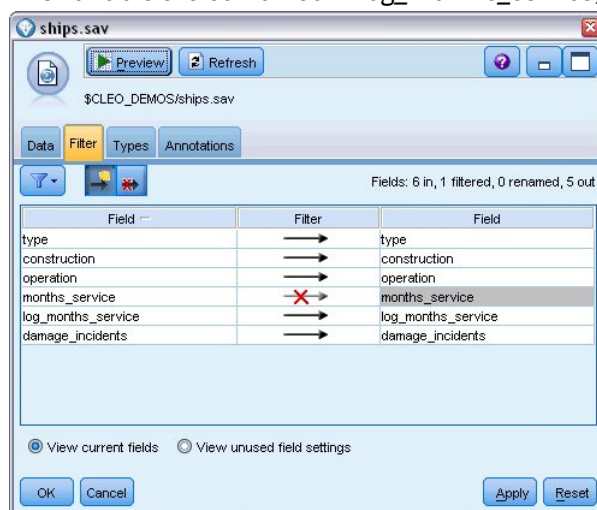 ships.sav
Preview Refresh
$CLEO_DEMOS/ships.sav
Data Filter Types Annotations
Fields: 6 in, 1 filtered, 0 renamed, 5 out
Field Filter Field
type type
construction construction
operation operation
months_service months_service
log_months_service log_months_service
damage_incidents damage_incidents
View current fields View unused field settings
OK Cancel Apply Reset